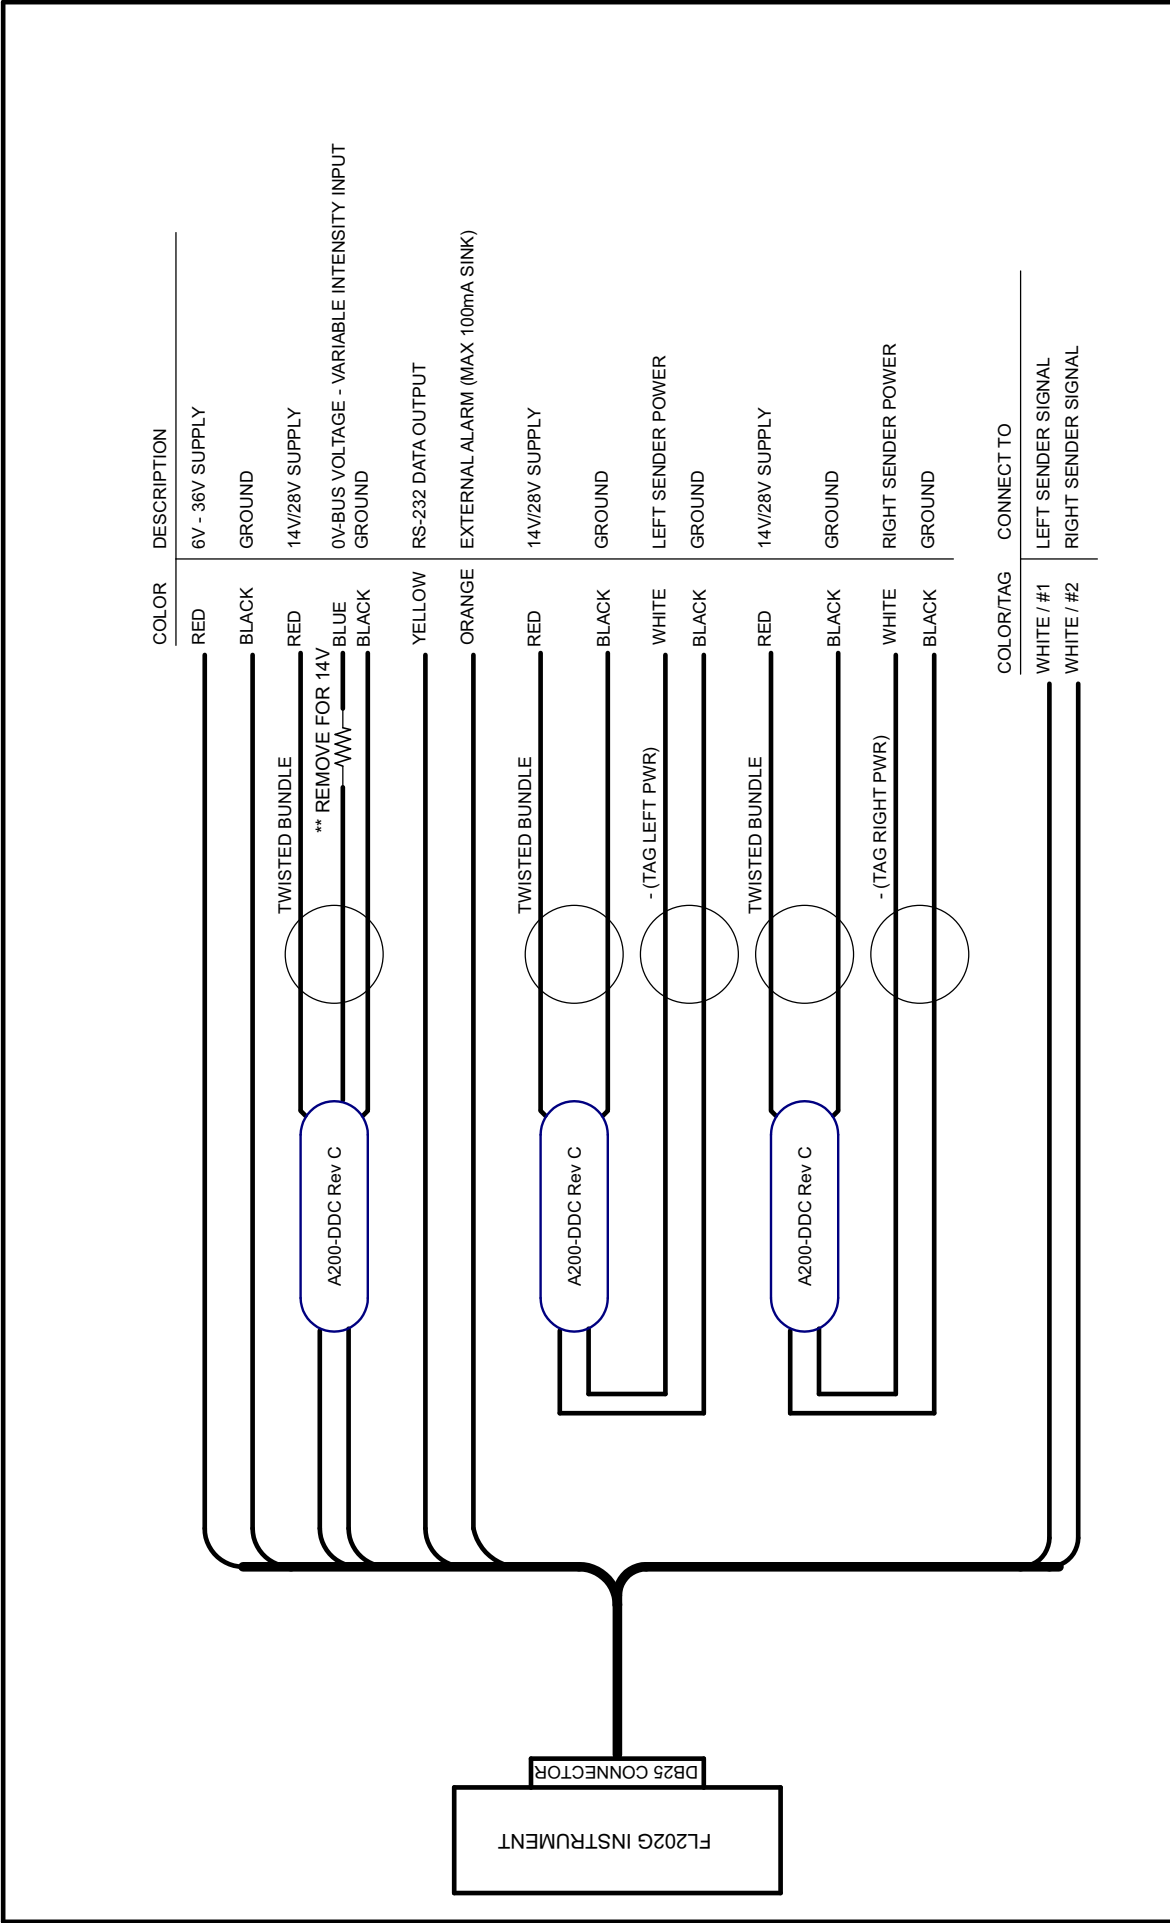 COLOR DESCRIPTION
RED 6V - 36V SUPPLY
BLACK GROUND
TWISTED BUNDLE
RED 14V/28V SUPPLY
** REMOVE FOR 14V
BLUE 0V-BUS VOLTAGE - VARIABLE INTENSITY INPUT
BLACK GROUND
A200-DDC Rev C
YELLOW RS-232 DATA OUTPUT
ORANGE EXTERNAL ALARM (MAX 100mA SINK)
TWISTED BUNDLE
RED 14V/28V SUPPLY
A200-DDC Rev C
BLACK GROUND
- (TAG LEFT PWR)
WHITE LEFT SENDER POWER
BLACK GROUND
TWISTED BUNDLE
RED 14V/28V SUPPLY
A200-DDC Rev C
BLACK GROUND
- (TAG RIGHT PWR)
WHITE RIGHT SENDER POWER
BLACK GROUND
COLOR/TAG CONNECT TO
WHITE / #1 LEFT SENDER SIGNAL
WHITE / #2 RIGHT SENDER SIGNAL
DB25 CONNECTOR
FL202G INSTRUMENT